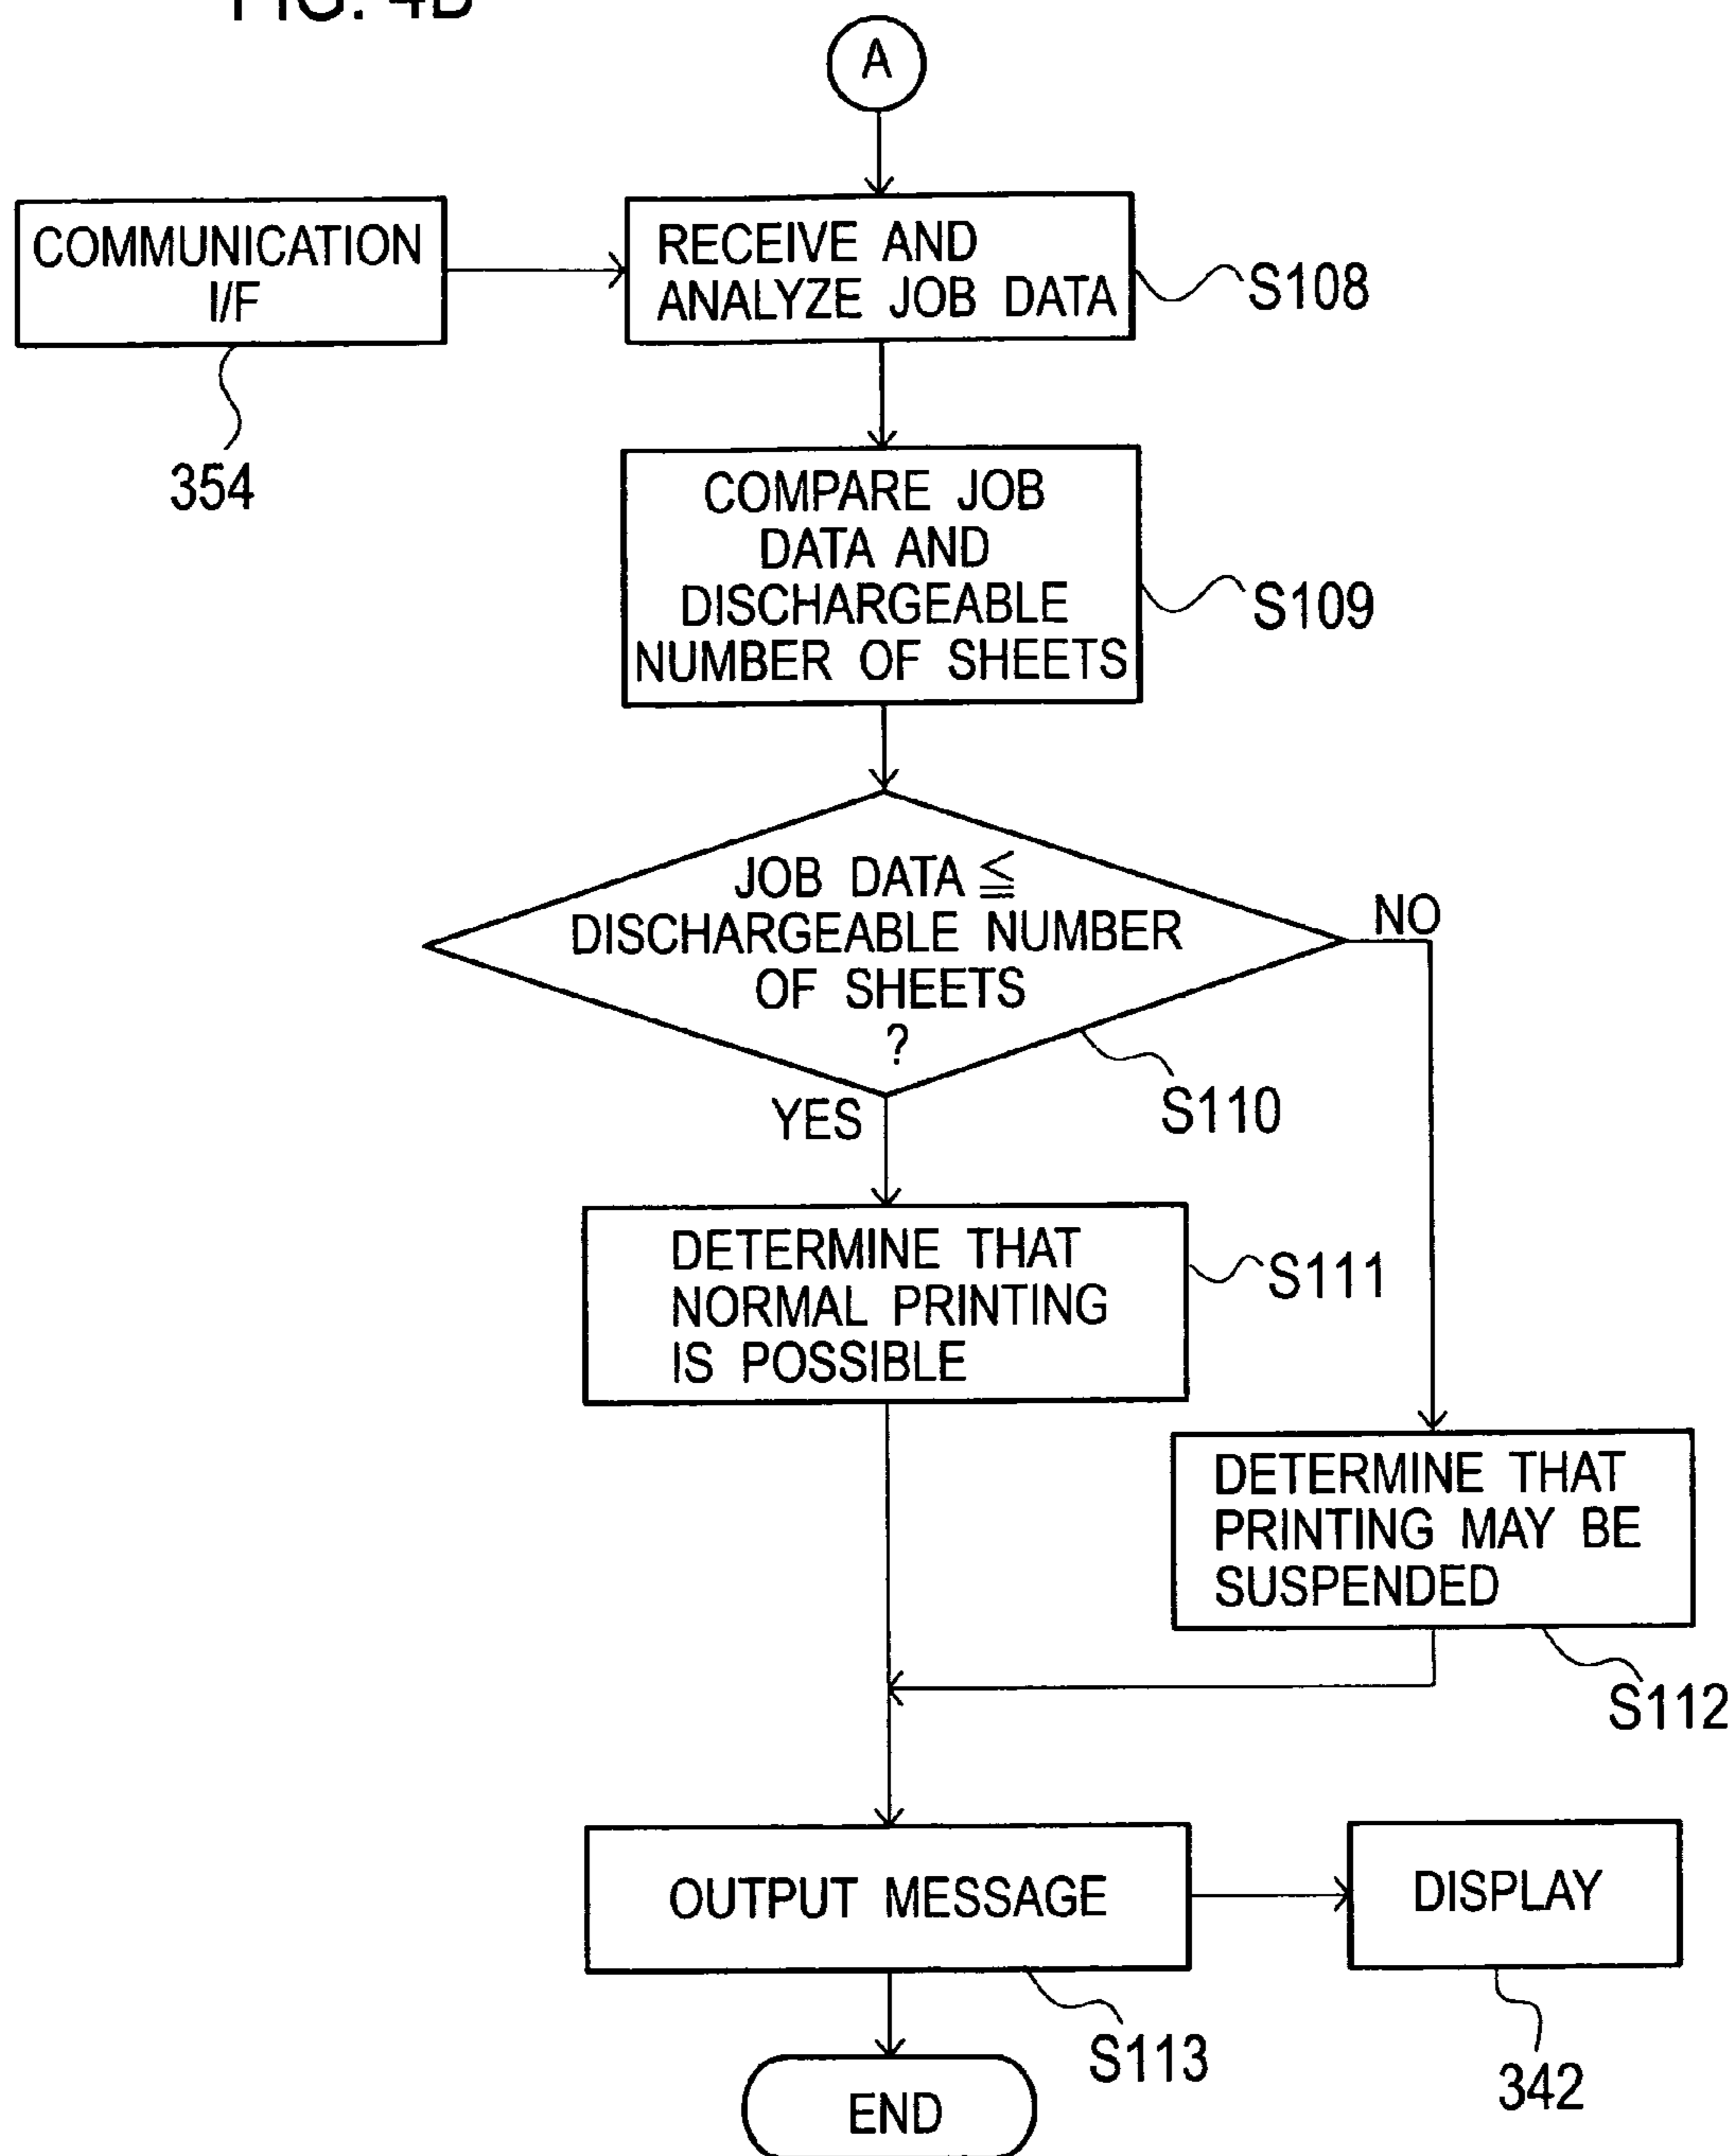 FIG. 4B
A
COMMUNICATION
I/F
354
RECEIVE AND
ANALYZE JOB DATA
S108
COMPARE JOB
DATA AND
DISCHARGEABLE
NUMBER OF SHEETS
S109
JOB DATA ≦
DISCHARGEABLE NUMBER
OF SHEETS
?
S110
NO
YES
DETERMINE THAT
NORMAL PRINTING
IS POSSIBLE
S111
DETERMINE THAT
PRINTING MAY BE
SUSPENDED
S112
OUTPUT MESSAGE
S113
DISPLAY
342
END